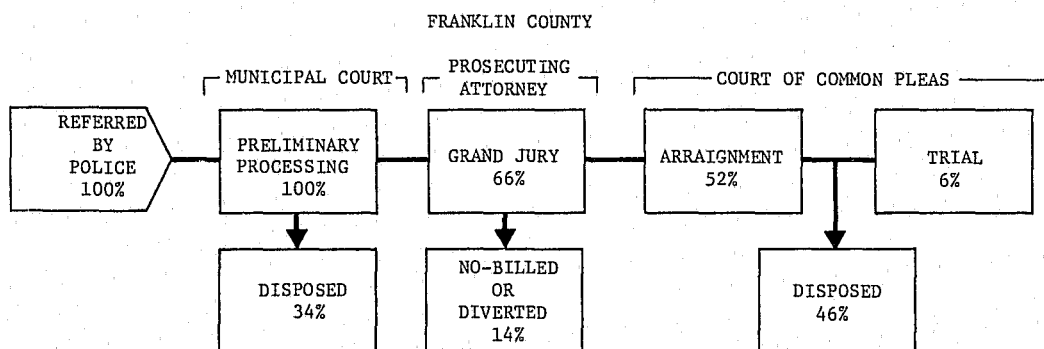 FRANKLIN COUNTY
MUNICIPAL COURT
PROSECUTING
ATTORNEY
COURT OF COMMON PLEAS
REFERRED
BY
POLICE
100%
PRELIMINARY
PROCESSING
100%
GRAND JURY
66%
ARRAIGNMENT
52%
TRIAL
6%
DISPOSED
34%
NO-BILLED
OR
DIVERTED
14%
DISPOSED
46%